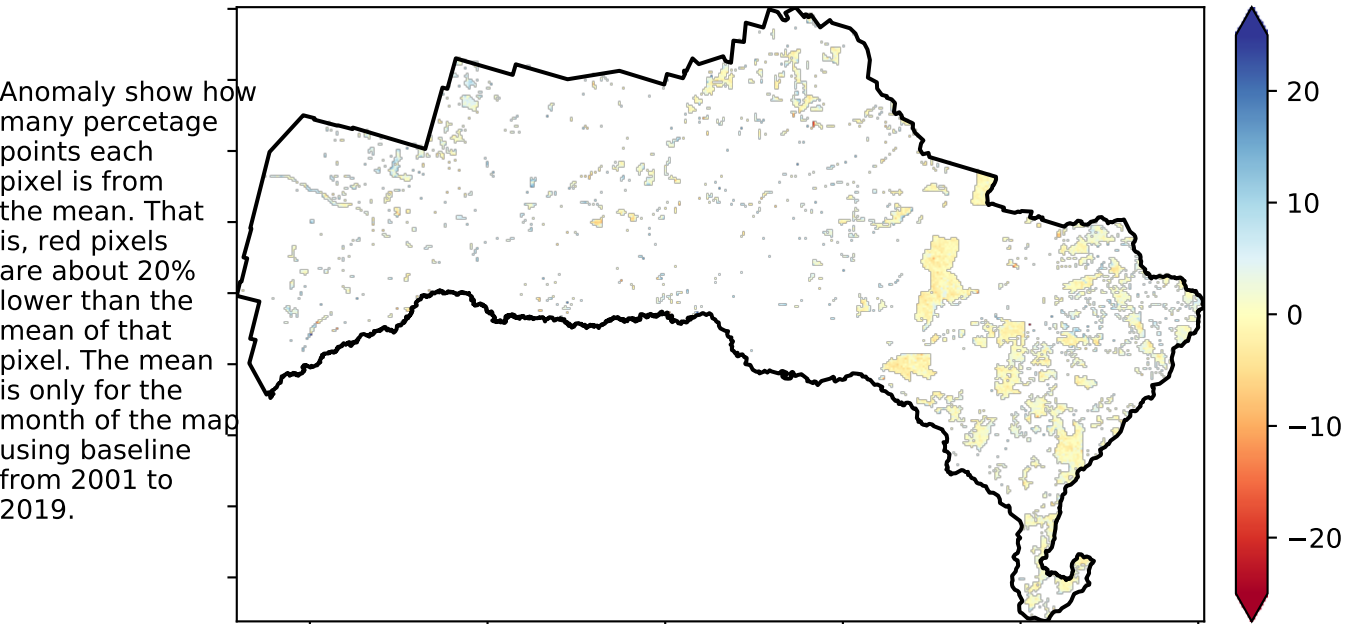 Anomaly show how
many percetage
points each
pixel is from
the mean. That
is, red pixels
are about 20%
lower than the
mean of that
pixel. The mean
is only for the
month of the map
using baseline
from 2001 to
2019.
20
10
0
−10
−20